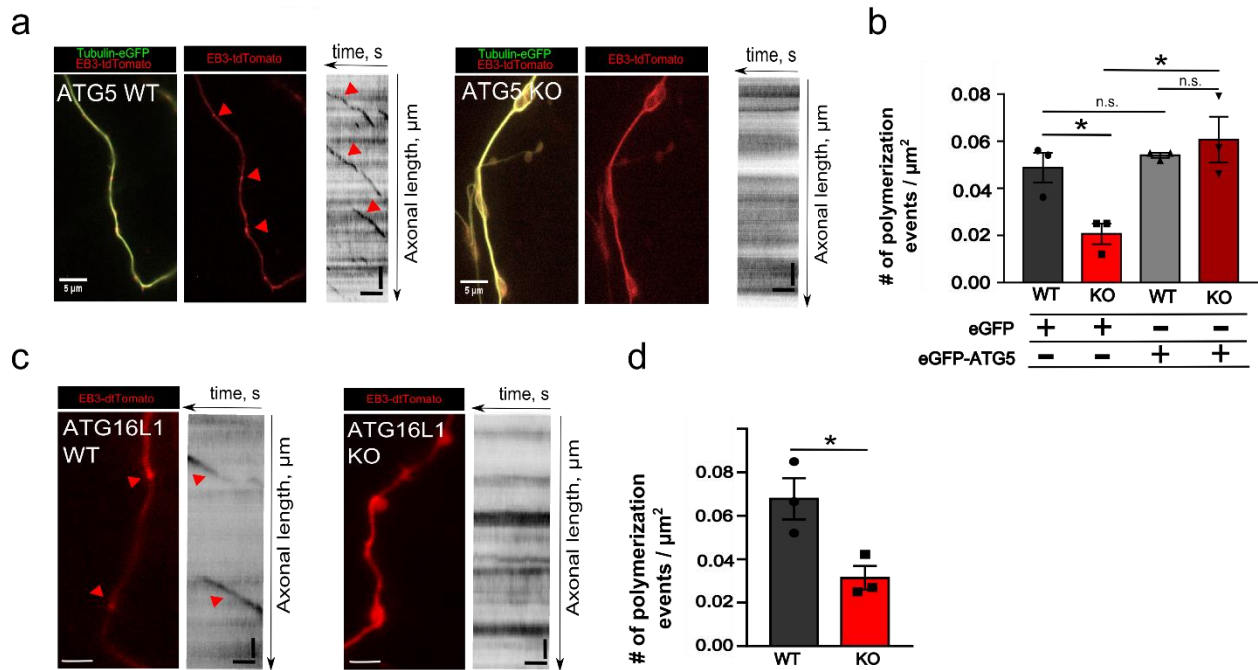 a
Tubulin-eGFP
EB3-tdTomato
EB3-tdTomato
time, s
ATG5 WT
5 µm
Axonal length, µm
Tubulin-eGFP
EB3-tdTomato
EB3-tdTomato
time, s
ATG5 KO
5 µm
Axonal length, µm
b
# of polymerization
events / µm²
0.08
0.06
0.04
0.02
0.00
*
n.s.
n.s.
*
WT KO WT KO
eGFP + + − −
eGFP-ATG5 − − + +
c
EB3-dtTomato
time, s
ATG16L1
WT
Axonal length, µm
EB3-dtTomato
time, s
ATG16L1
KO
Axonal length, µm
d
# of polymerization
events / µm²
0.08
0.06
0.04
0.02
0.00
*
WT KO